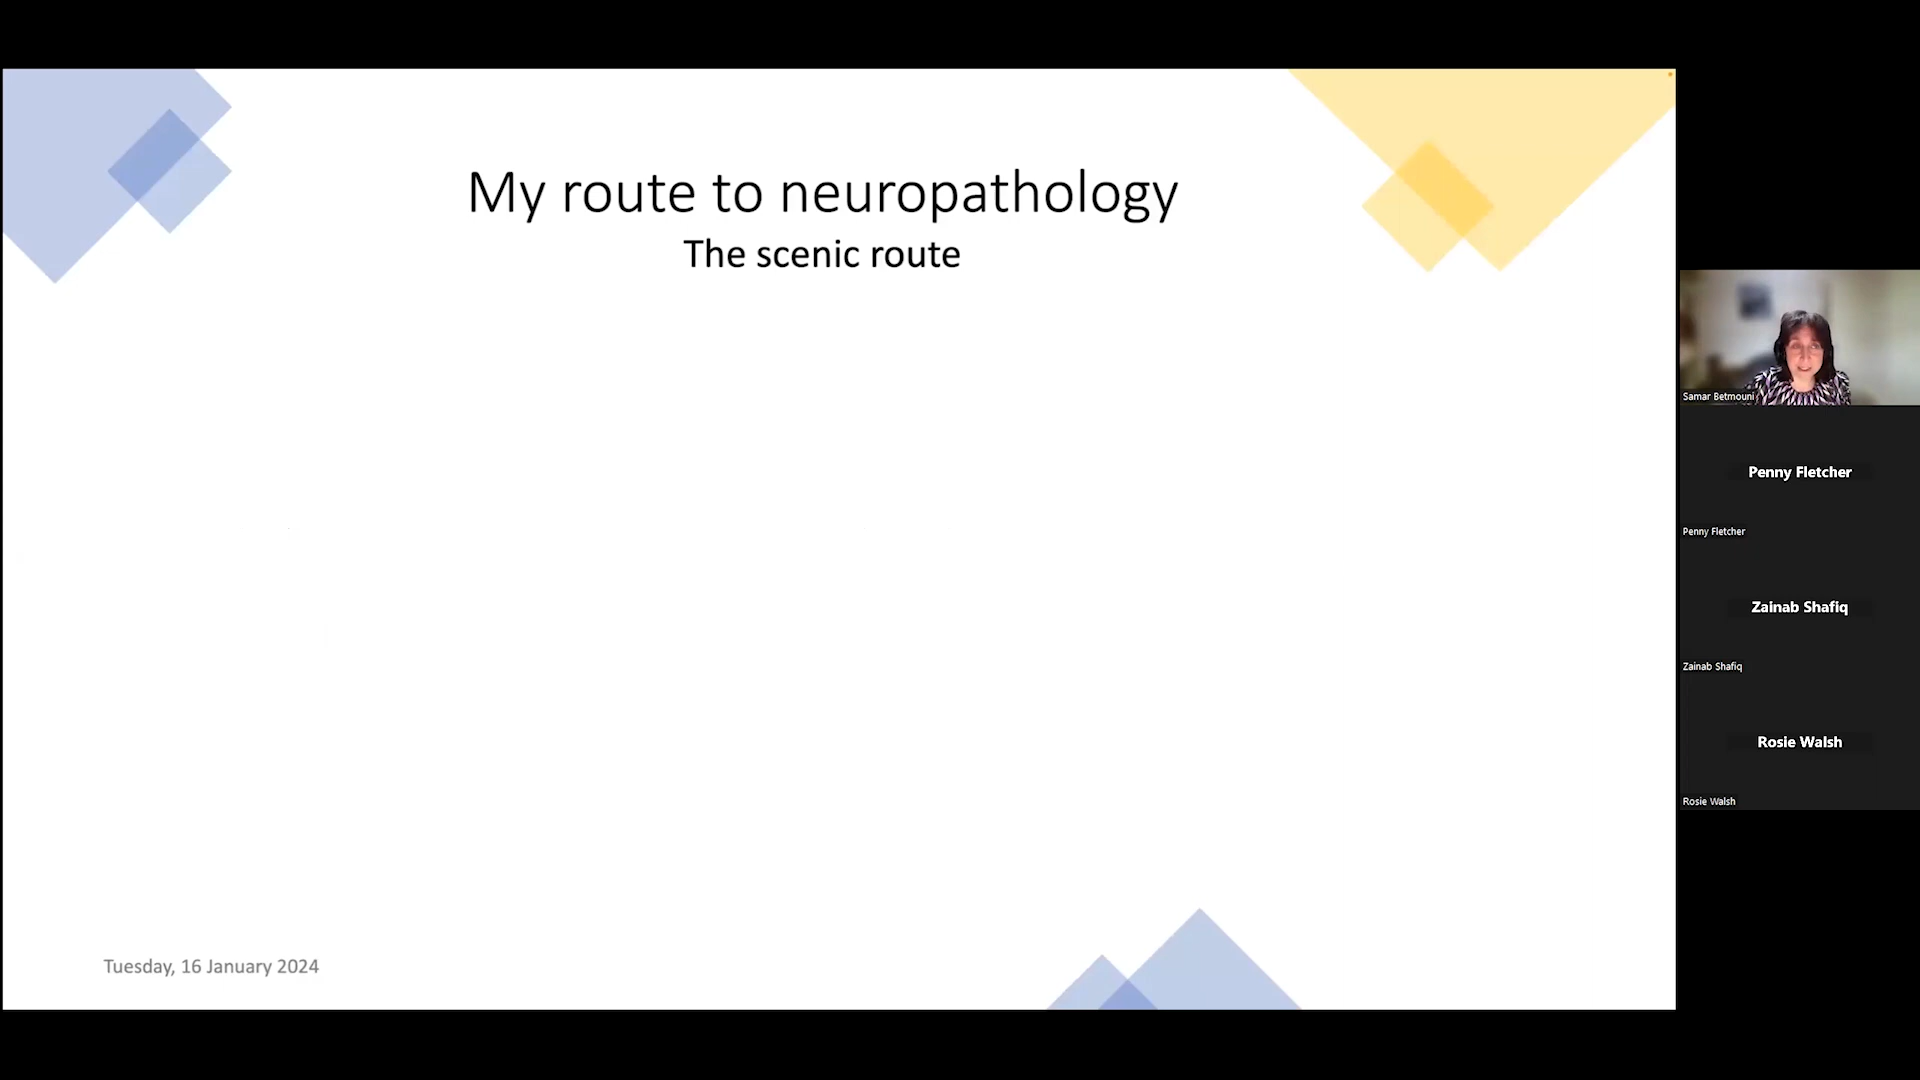 My route to neuropathology
The scenic route
Tuesday, 16 January 2024
Samar Betmouni
Penny Fletcher
Penny Fletcher
Zainab Shafiq
Zainab Shafiq
Rosie Walsh
Rosie Walsh